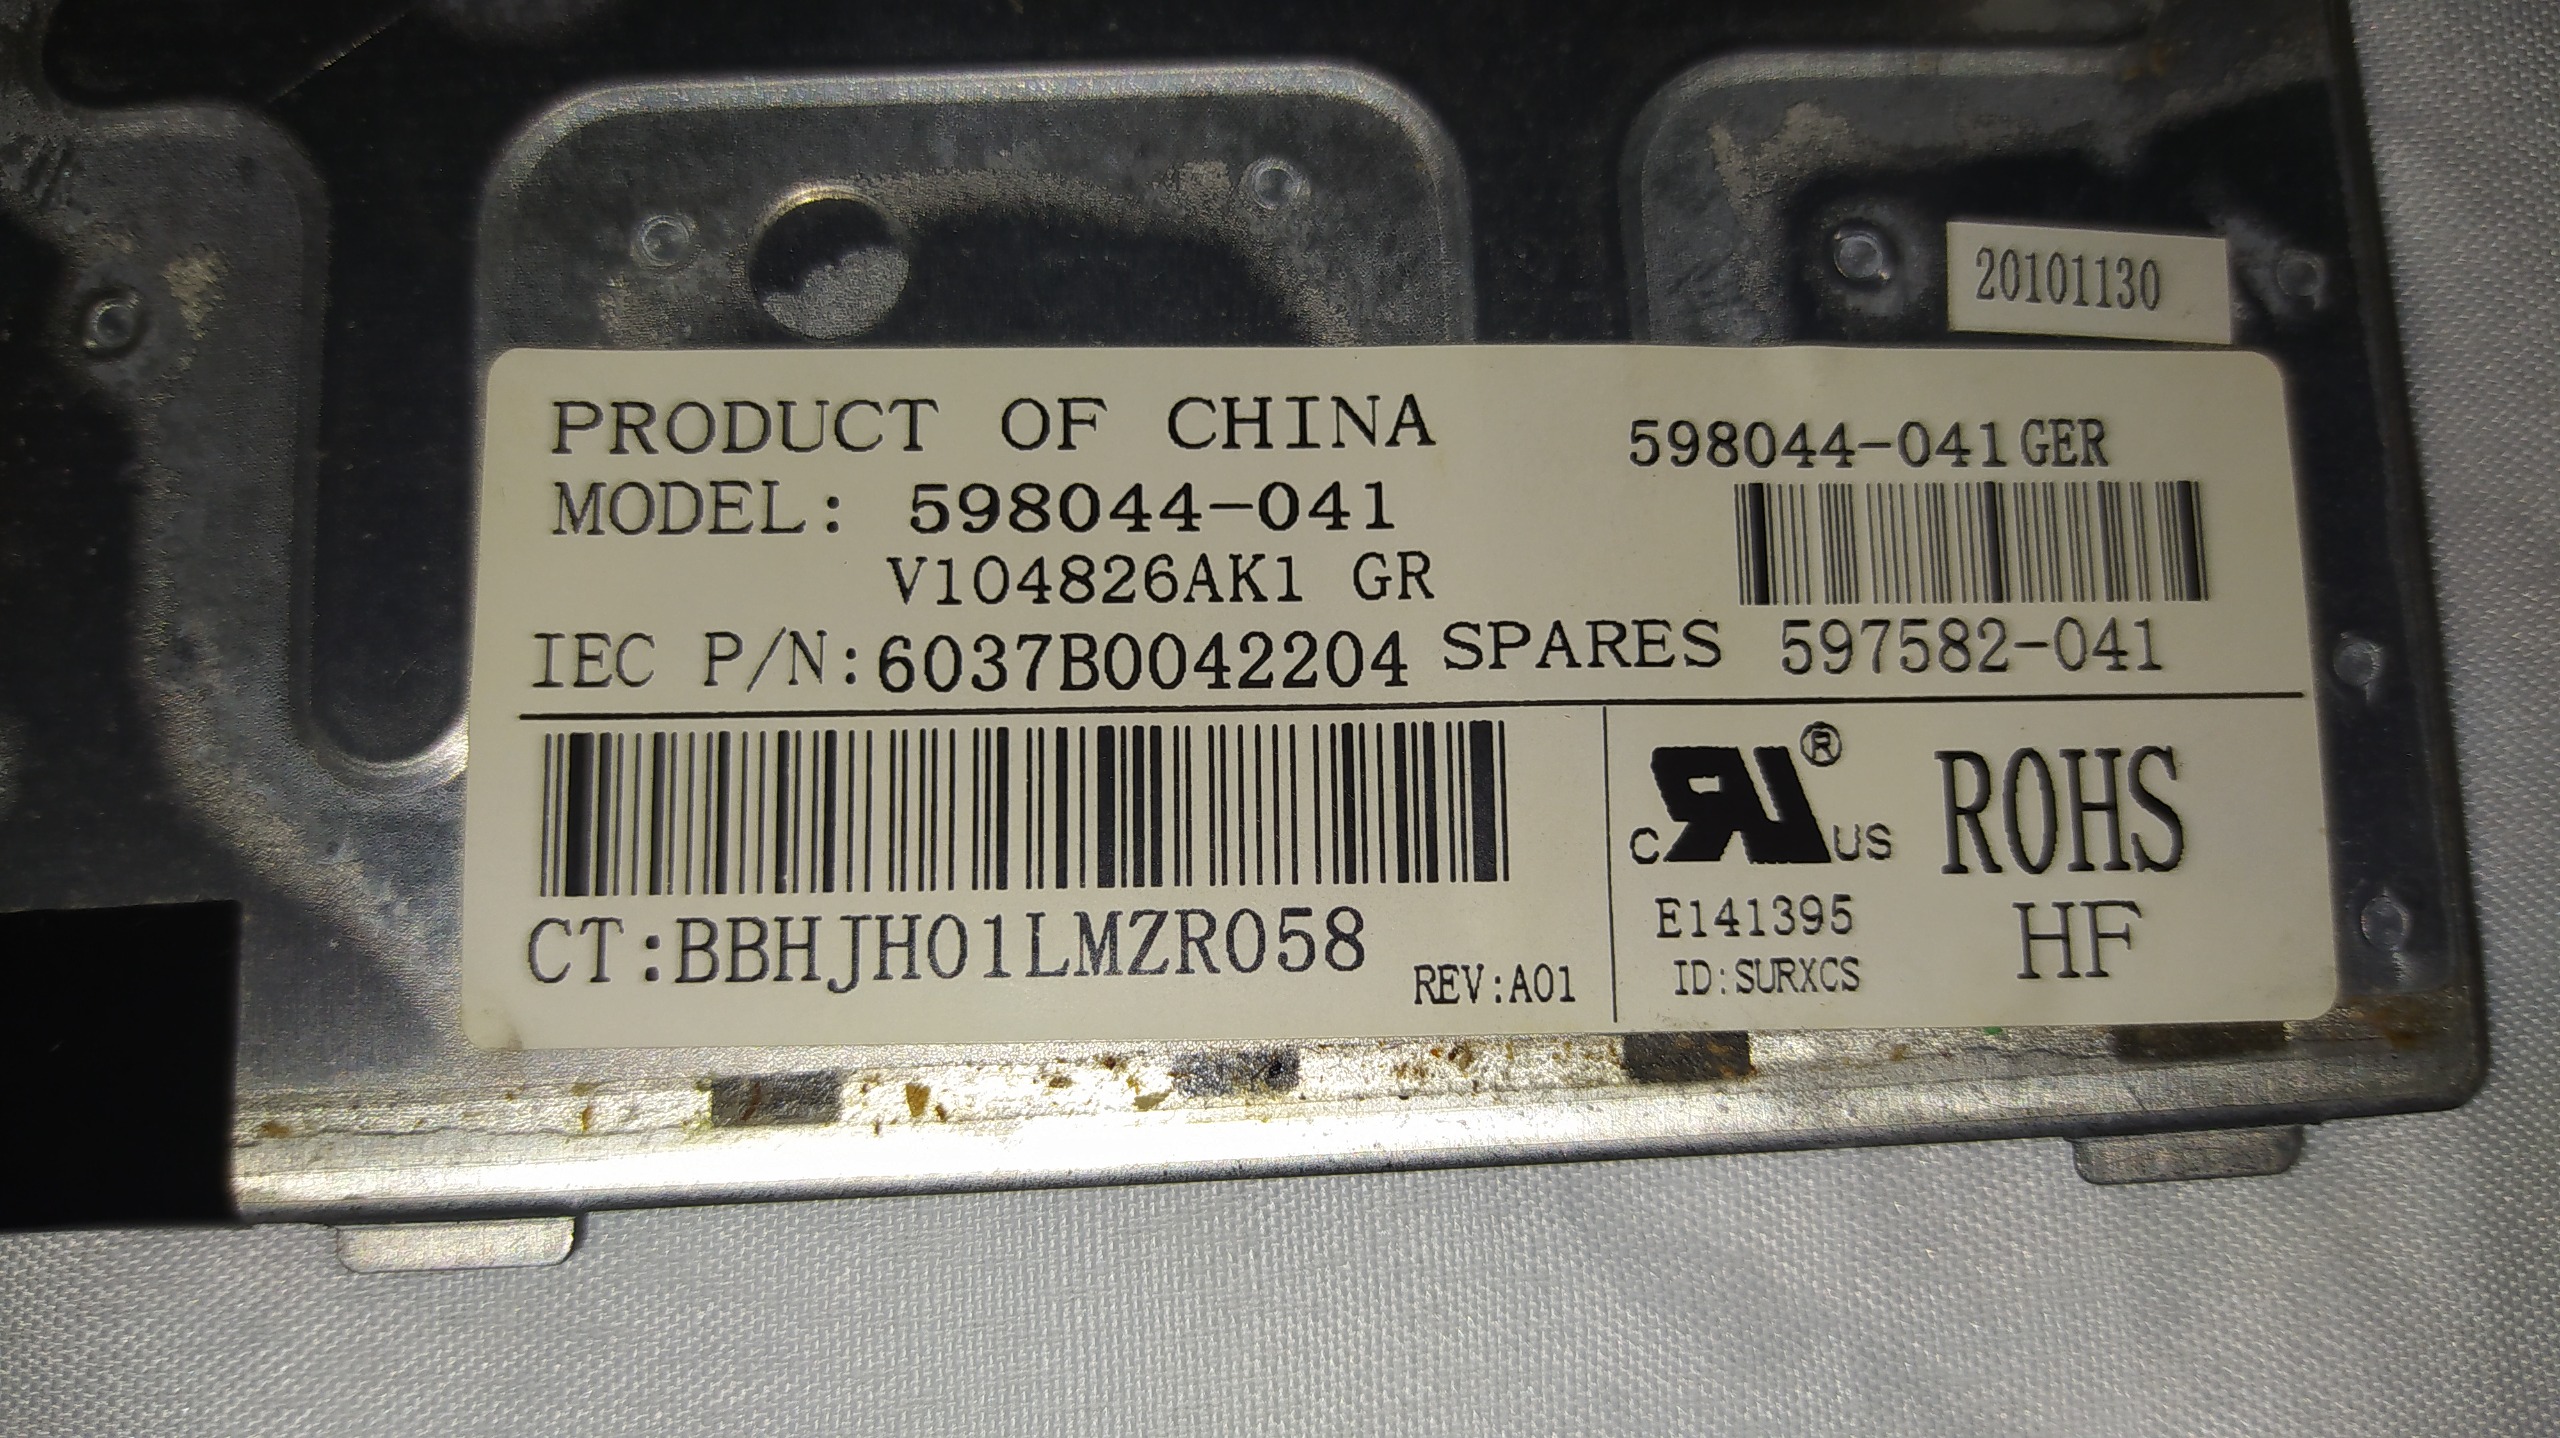 20101130
PRODUCT OF CHINA
598044-041GER
MODEL: 598044-041
V104826AK1 GR
IEC P/N:6037B0042204 SPARES 597582-041
CT:BBHJH01LMZR058
REV:A01
c RU ® US
E141395
ID:SURXCS
ROHS
HF